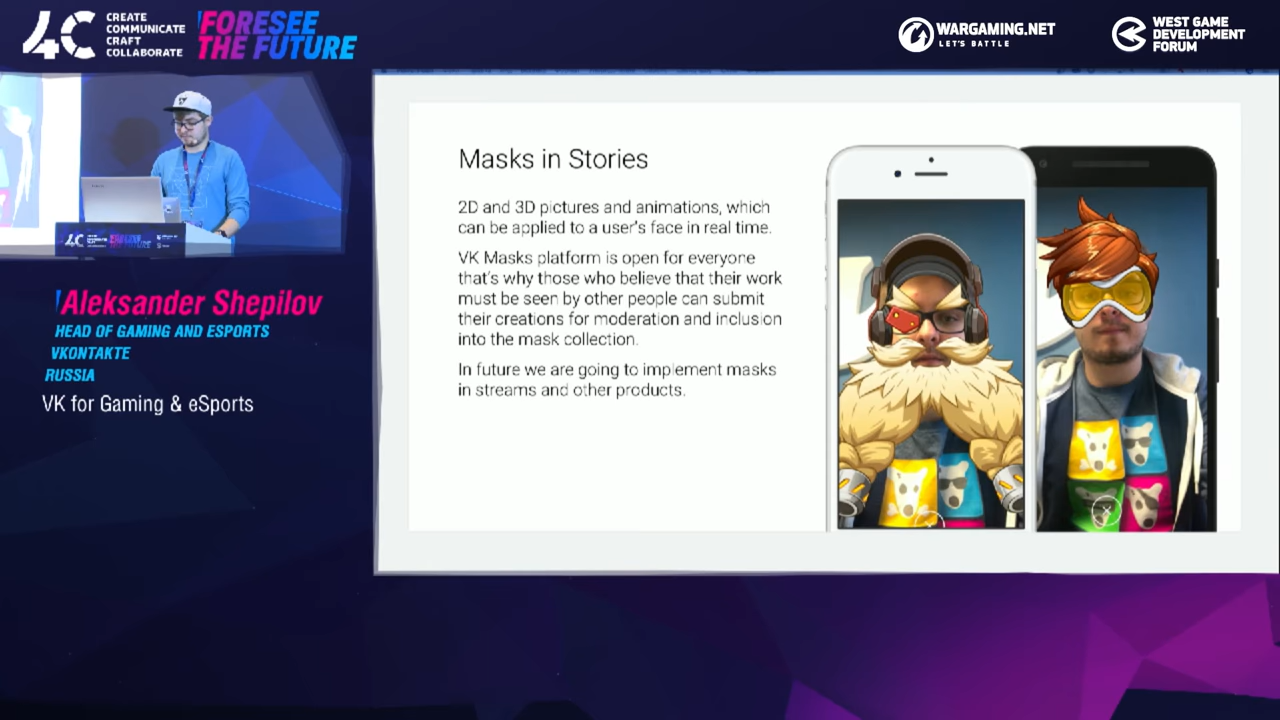 4C
CREATE
COMMUNICATE
CRAFT
COLLABORATE
FORESEE
THE FUTURE
WARGAMING.NET
LET'S BATTLE
WEST GAME
DEVELOPMENT
FORUM
Aleksander Shepilov
HEAD OF GAMING AND ESPORTS
VKONTAKTE
RUSSIA
VK for Gaming & eSports
Masks in Stories
2D and 3D pictures and animations, which
can be applied to a user's face in real time.
VK Masks platform is open for everyone
that's why those who believe that their work
must be seen by other people can submit
their creations for moderation and inclusion
into the mask collection.
In future we are going to implement masks
in streams and other products.